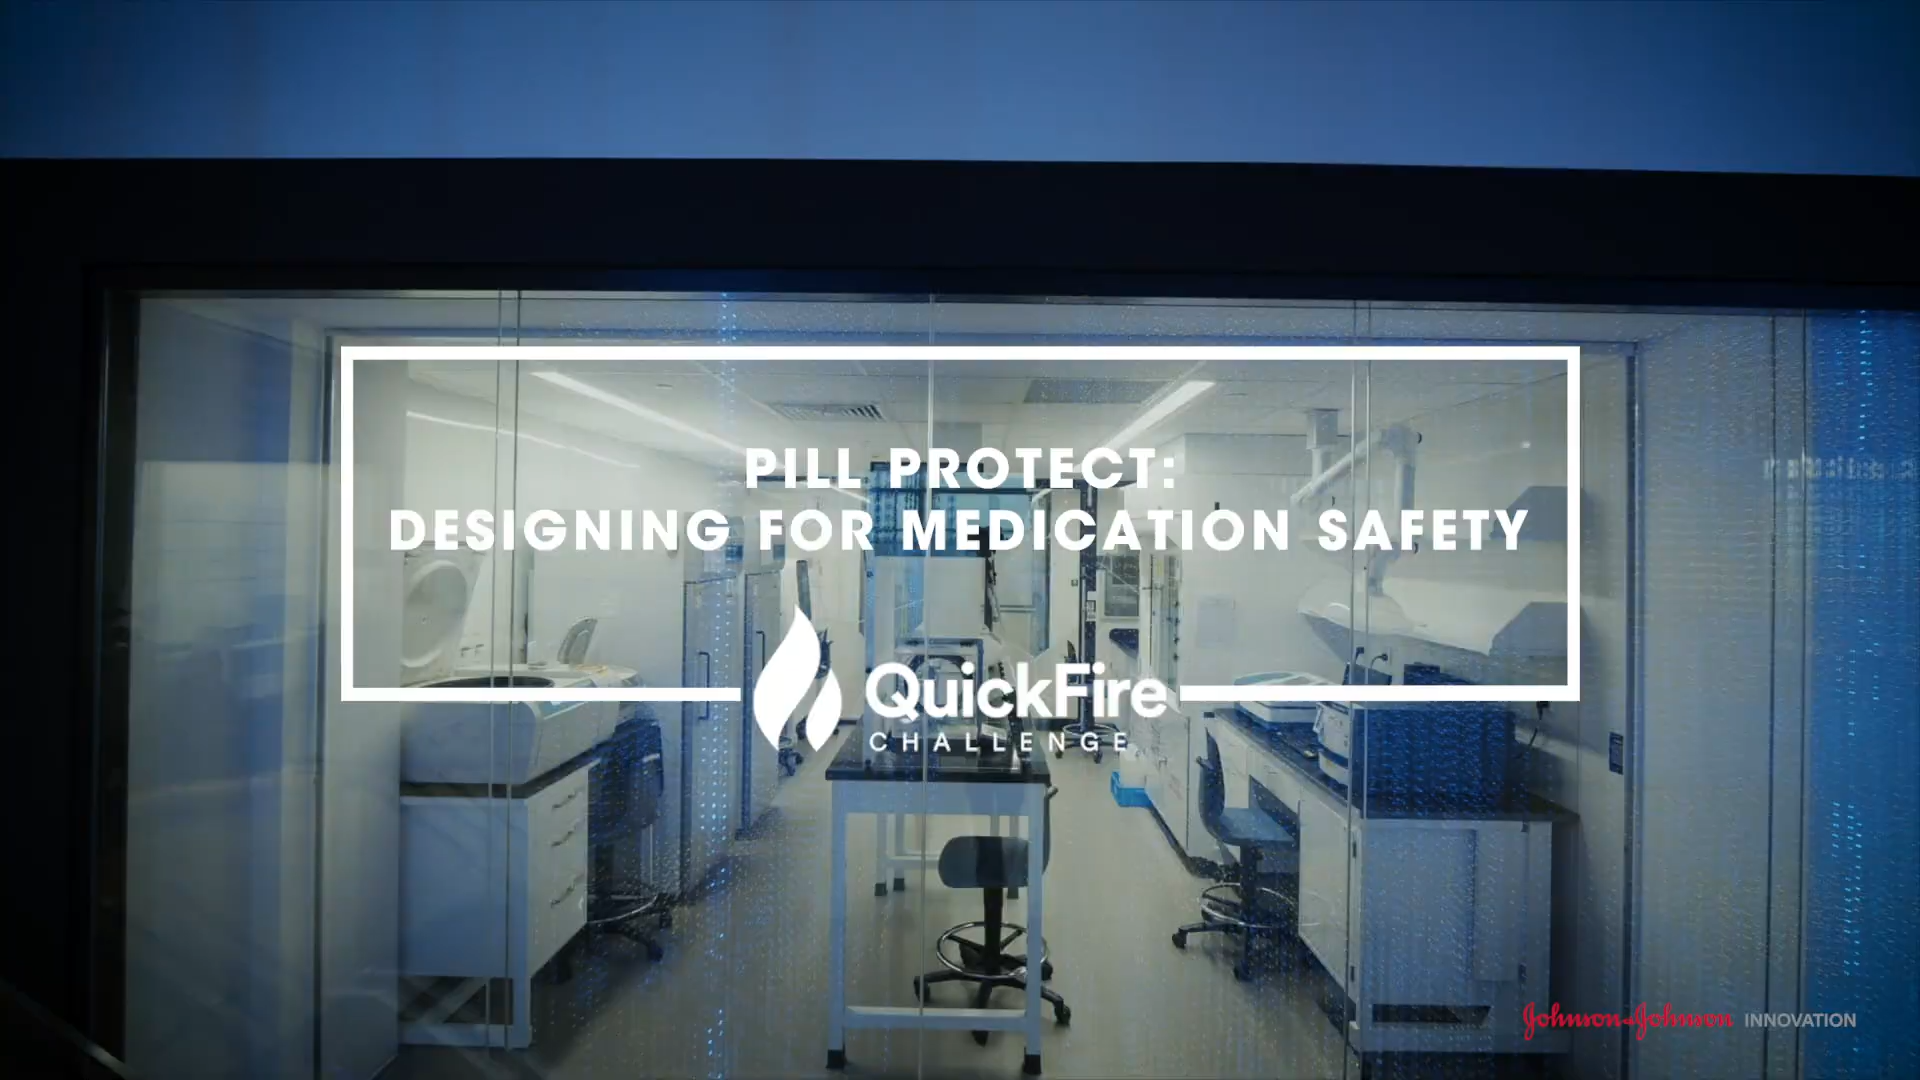 PILL PROTECT:
DESIGNING FOR MEDICATION SAFETY
QuickFire
CHALLENGE
Johnson & Johnson INNOVATION